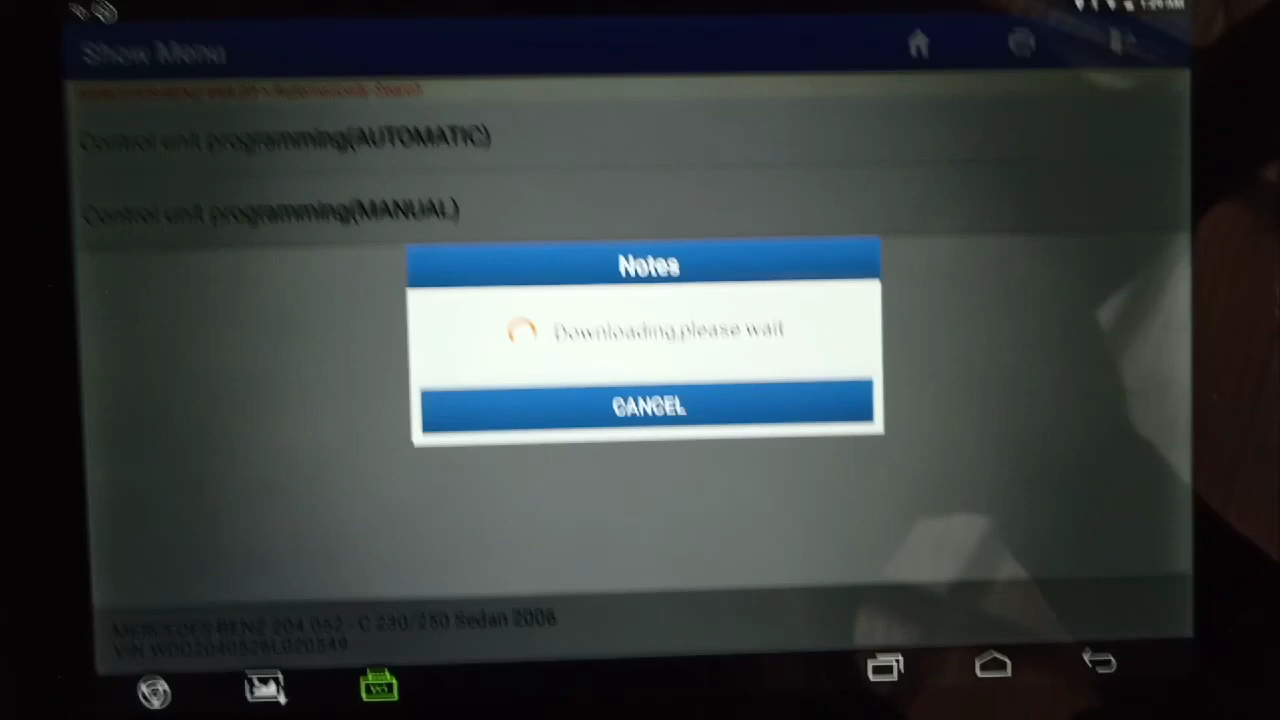 Show Menu
Control unit programming(AUTOMATIC)
Control unit programming(MANUAL)
Notes
Downloading,please wait
CANCEL
MERCEDES-BENZ 204.052 - C 230/250 Sedan 2008
VIN